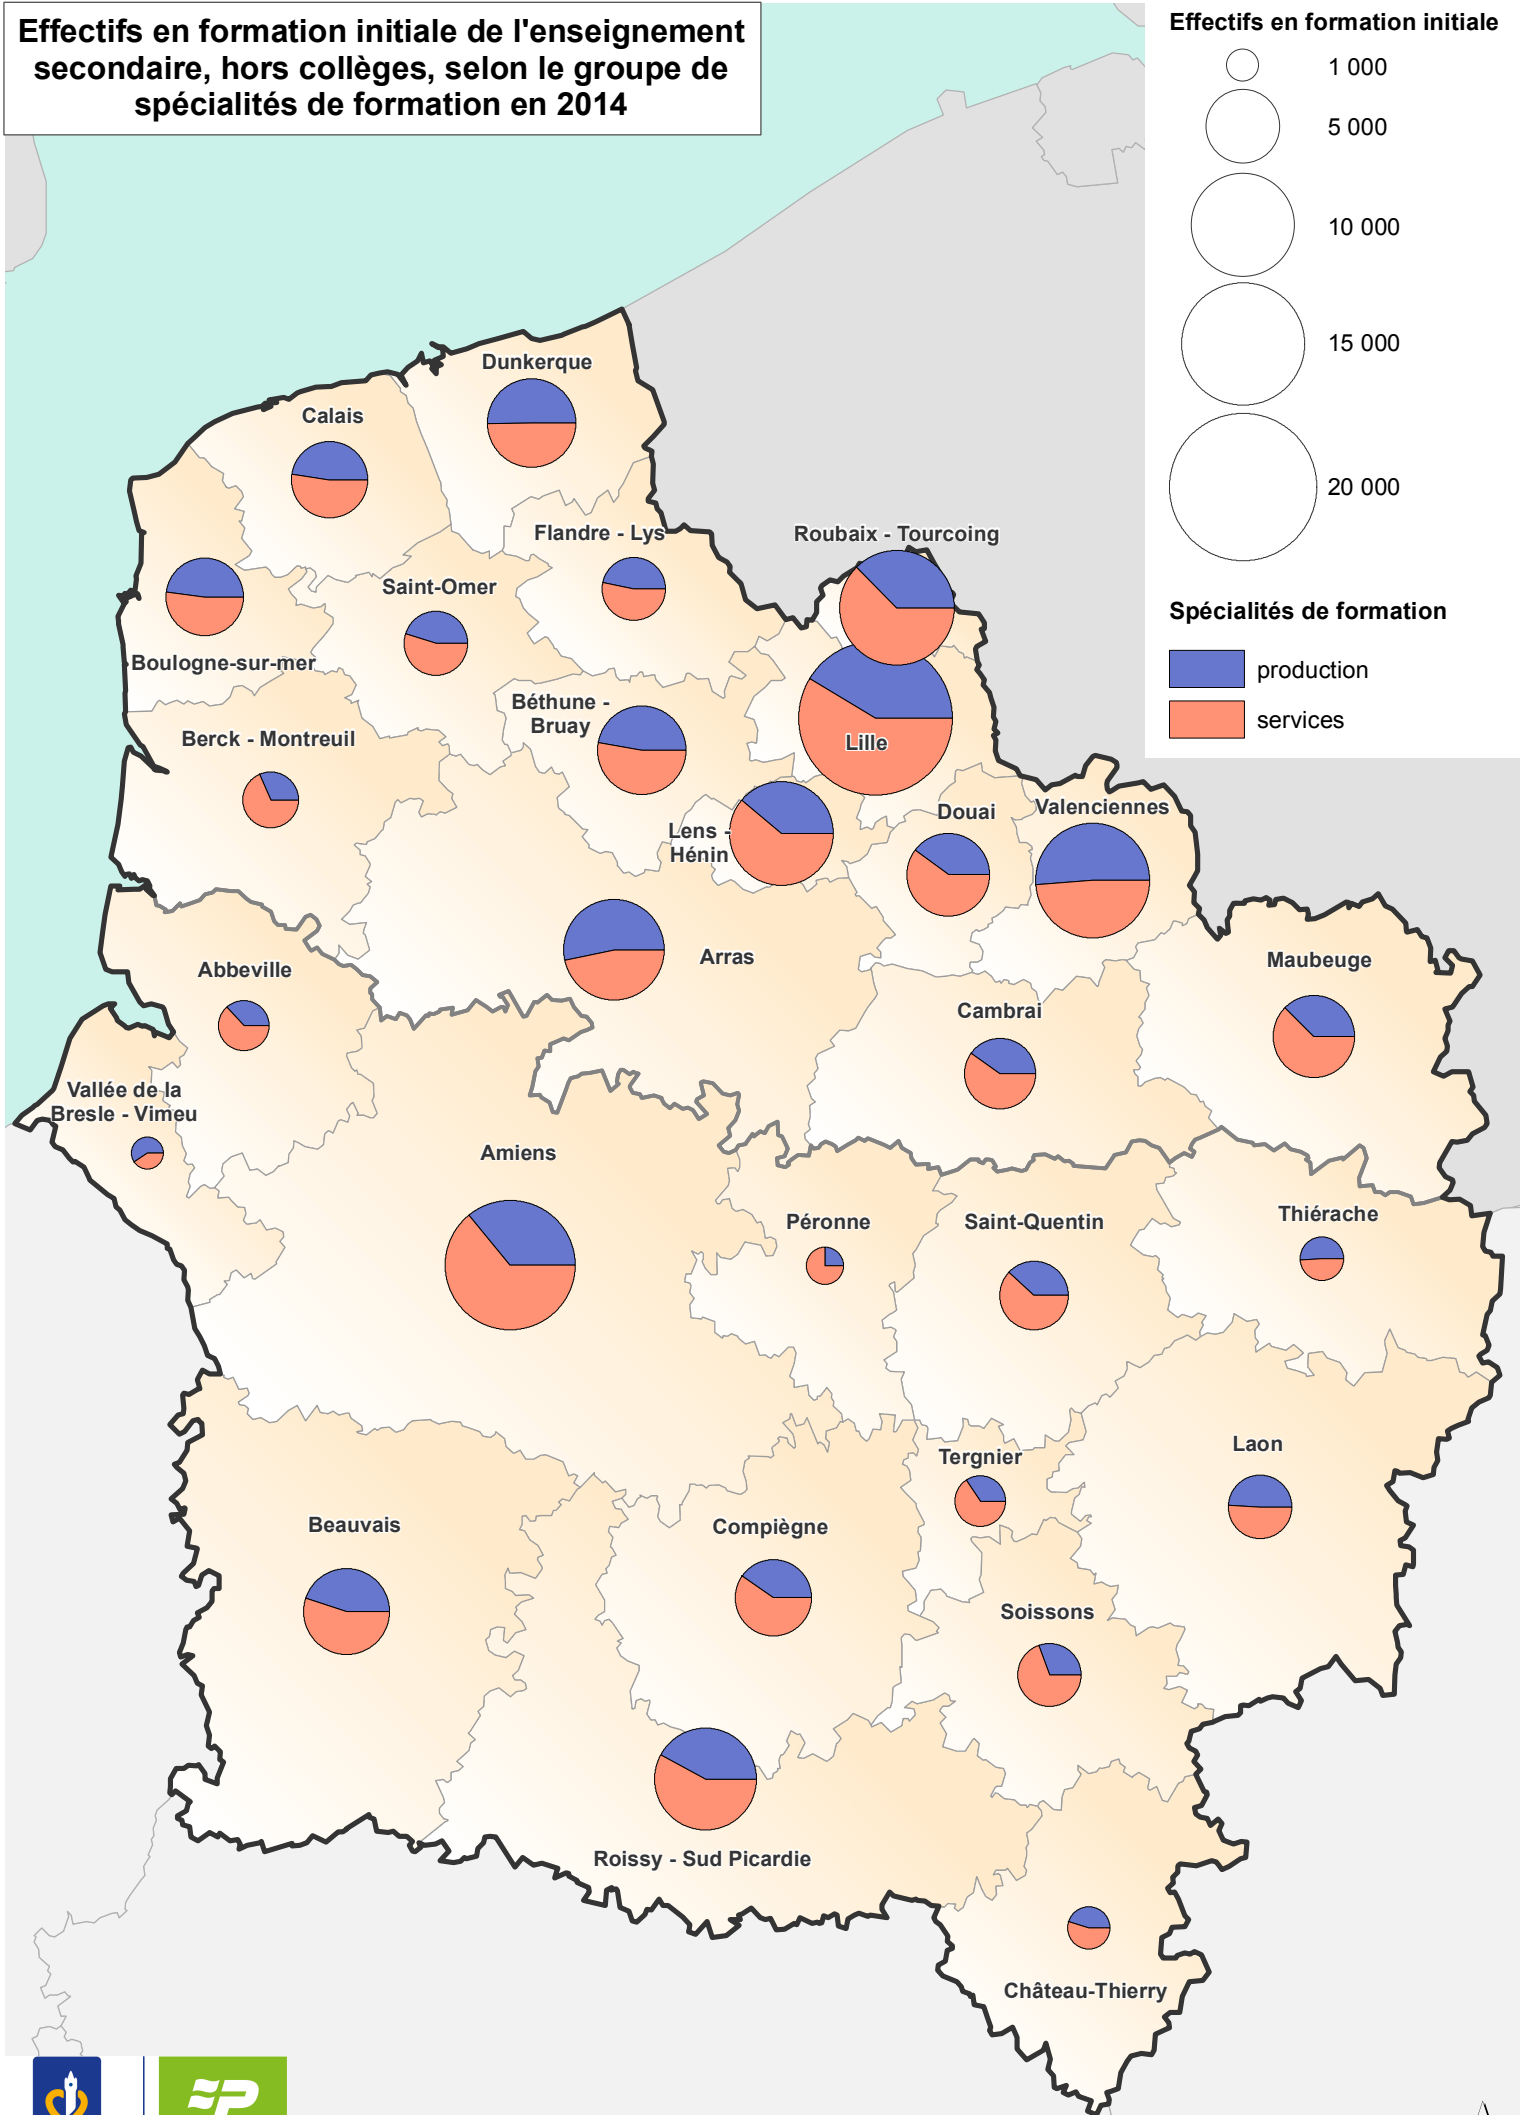 Effectifs en formation initiale de l'enseignement
secondaire, hors collèges, selon le groupe de
spécialités de formation en 2014
Effectifs en formation initiale
1 000
5 000
10 000
15 000
20 000
Spécialités de formation
production
services
Dunkerque
Calais
Flandre - Lys
Roubaix - Tourcoing
Saint-Omer
Boulogne-sur-mer
Béthune -
Bruay
Berck - Montreuil
Lille
Lens -
Hénin
Douai
Valenciennes
Arras
Maubeuge
Abbeville
Cambrai
Vallée de la
Bresle - Vimeu
Amiens
Péronne
Saint-Quentin
Thiérache
Laon
Tergnier
Beauvais
Compiègne
Soissons
Roissy - Sud Picardie
Château-Thierry